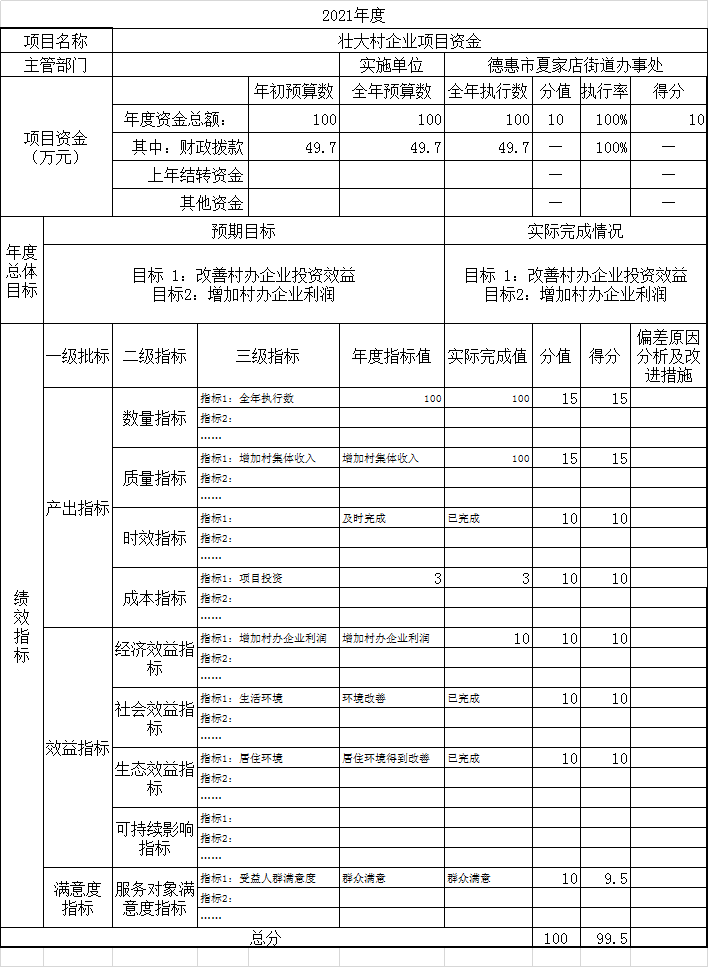 2021年度
项目名称 壮大村企业项目资金
主管部门 实施单位 德惠市夏家店街道办事处
项目资金
（万元）
年初预算数 全年预算数 全年执行数 分值 执行率 得分
年度资金总额： 100 100 100 10 100% 10
其中：财政拨款 49.7 49.7 49.7 — 100% —
上年结转资金 — —
其他资金 — —
年度
总体
目标
预期目标 实际完成情况
目标 1：改善村办企业投资效益
目标2：增加村办企业利润
目标 1：改善村办企业投资效益
目标2：增加村办企业利润
绩
效
指
标
一级批标 二级指标 三级指标 年度指标值 实际完成值 分值 得分 偏差原因
分析及改
进措施
产出指标
数量指标
指标1：全年执行数 100 100 15 15
指标2：
……
质量指标
指标1：增加村集体收入 增加村集体收入 100 15 15
指标2：
……
时效指标
指标1： 及时完成 已完成 10 10
指标2：
……
成本指标
指标1：项目投资 3 3 10 10
指标2：
……
效益指标
经济效益指
标
指标1：增加村办企业利润 增加村办企业利润 10 10 10
指标2：
……
社会效益指
标
指标1：生活环境 环境改善 已完成 10 10
指标2：
……
生态效益指
标
指标1：居住环境 居住环境得到改善 已完成 10 10
指标2：
……
可持续影响
指标
指标1：
指标2：
……
满意度
指标
服务对象满
意度指标
指标1：受益人群满意度 群众满意 群众满意 10 9.5
指标2：
……
总分 100 99.5